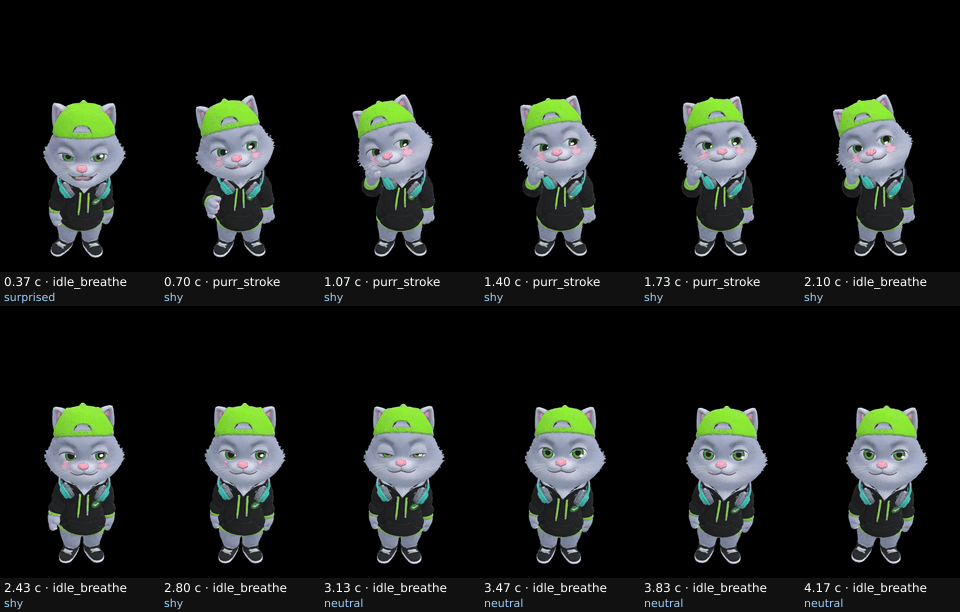 0.37 c · idle_breathe
surprised
0.70 c · purr_stroke
shy
1.07 c · purr_stroke
shy
1.40 c · purr_stroke
shy
1.73 c · purr_stroke
shy
2.10 c · idle_breathe
shy
2.43 c · idle_breathe
shy
2.80 c · idle_breathe
shy
3.13 c · idle_breathe
neutral
3.47 c · idle_breathe
neutral
3.83 c · idle_breathe
neutral
4.17 c · idle_breathe
neutral